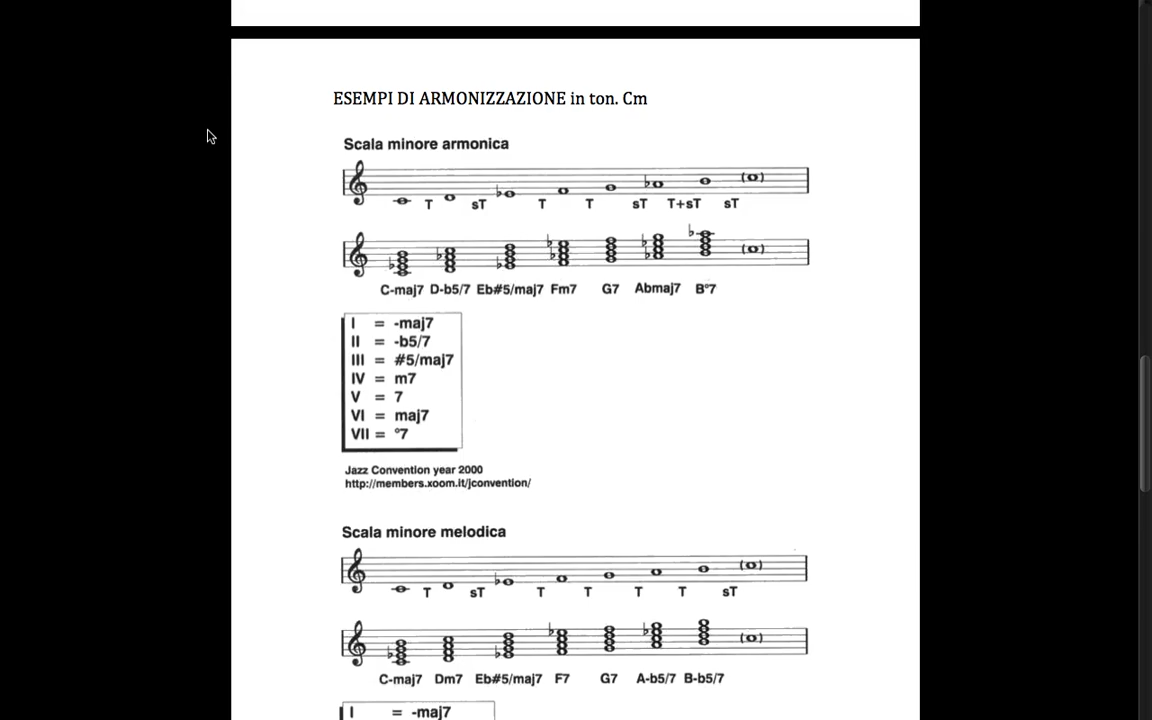 ESEMPI DI ARMONIZZAZIONE in ton. Cm
Scala minore armonica
T sT T T sT T+sT sT
C-maj7 D-b5/7 Eb#5/maj7 Fm7 G7 Abmaj7 B°7
I = -maj7
II = -b5/7
III = #5/maj7
IV = m7
V = 7
VI = maj7
VII = °7
Jazz Convention year 2000
http://members.xoom.it/jconvention/
Scala minore melodica
T sT T T T T sT
C-maj7 Dm7 Eb#5/maj7 F7 G7 A-b5/7 B-b5/7
I = -maj7